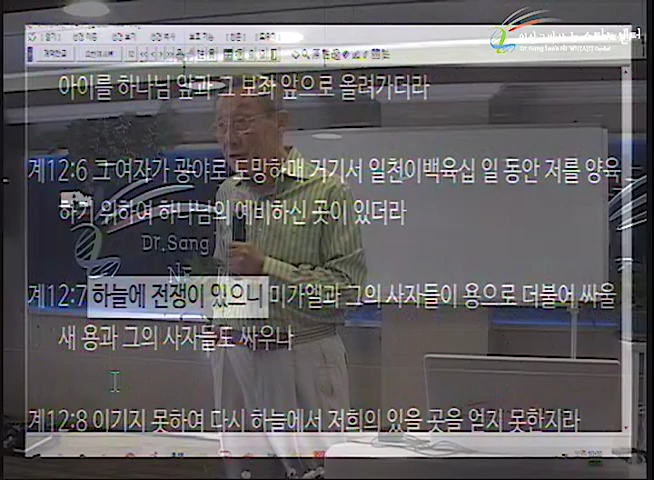 아이를 하나님 앞과 그 보좌 앞으로 올려가더라
계12:6 그 여자가 광야로 도망하매 거기서 일천이백육십 일 동안 저를 양육
하기 위하여 하나님의 예비하신 곳이 있더라
Dr.Sang
계12:7 하늘에 전쟁이 있으니 미가엘과 그의 사자들이 용으로 더불어 싸울
새 용과 그의 사자들도 싸우나
계12:8 이기지 못하여 다시 하늘에서 저희의 있을 곳을 얻지 못한지라